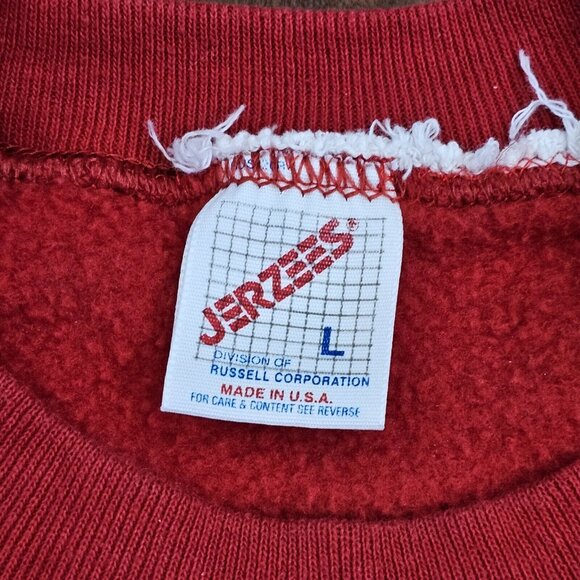 JERZEES®
L
DIVISION OF
RUSSELL CORPORATION
MADE IN U.S.A.
FOR CARE & CONTENT SEE REVERSE